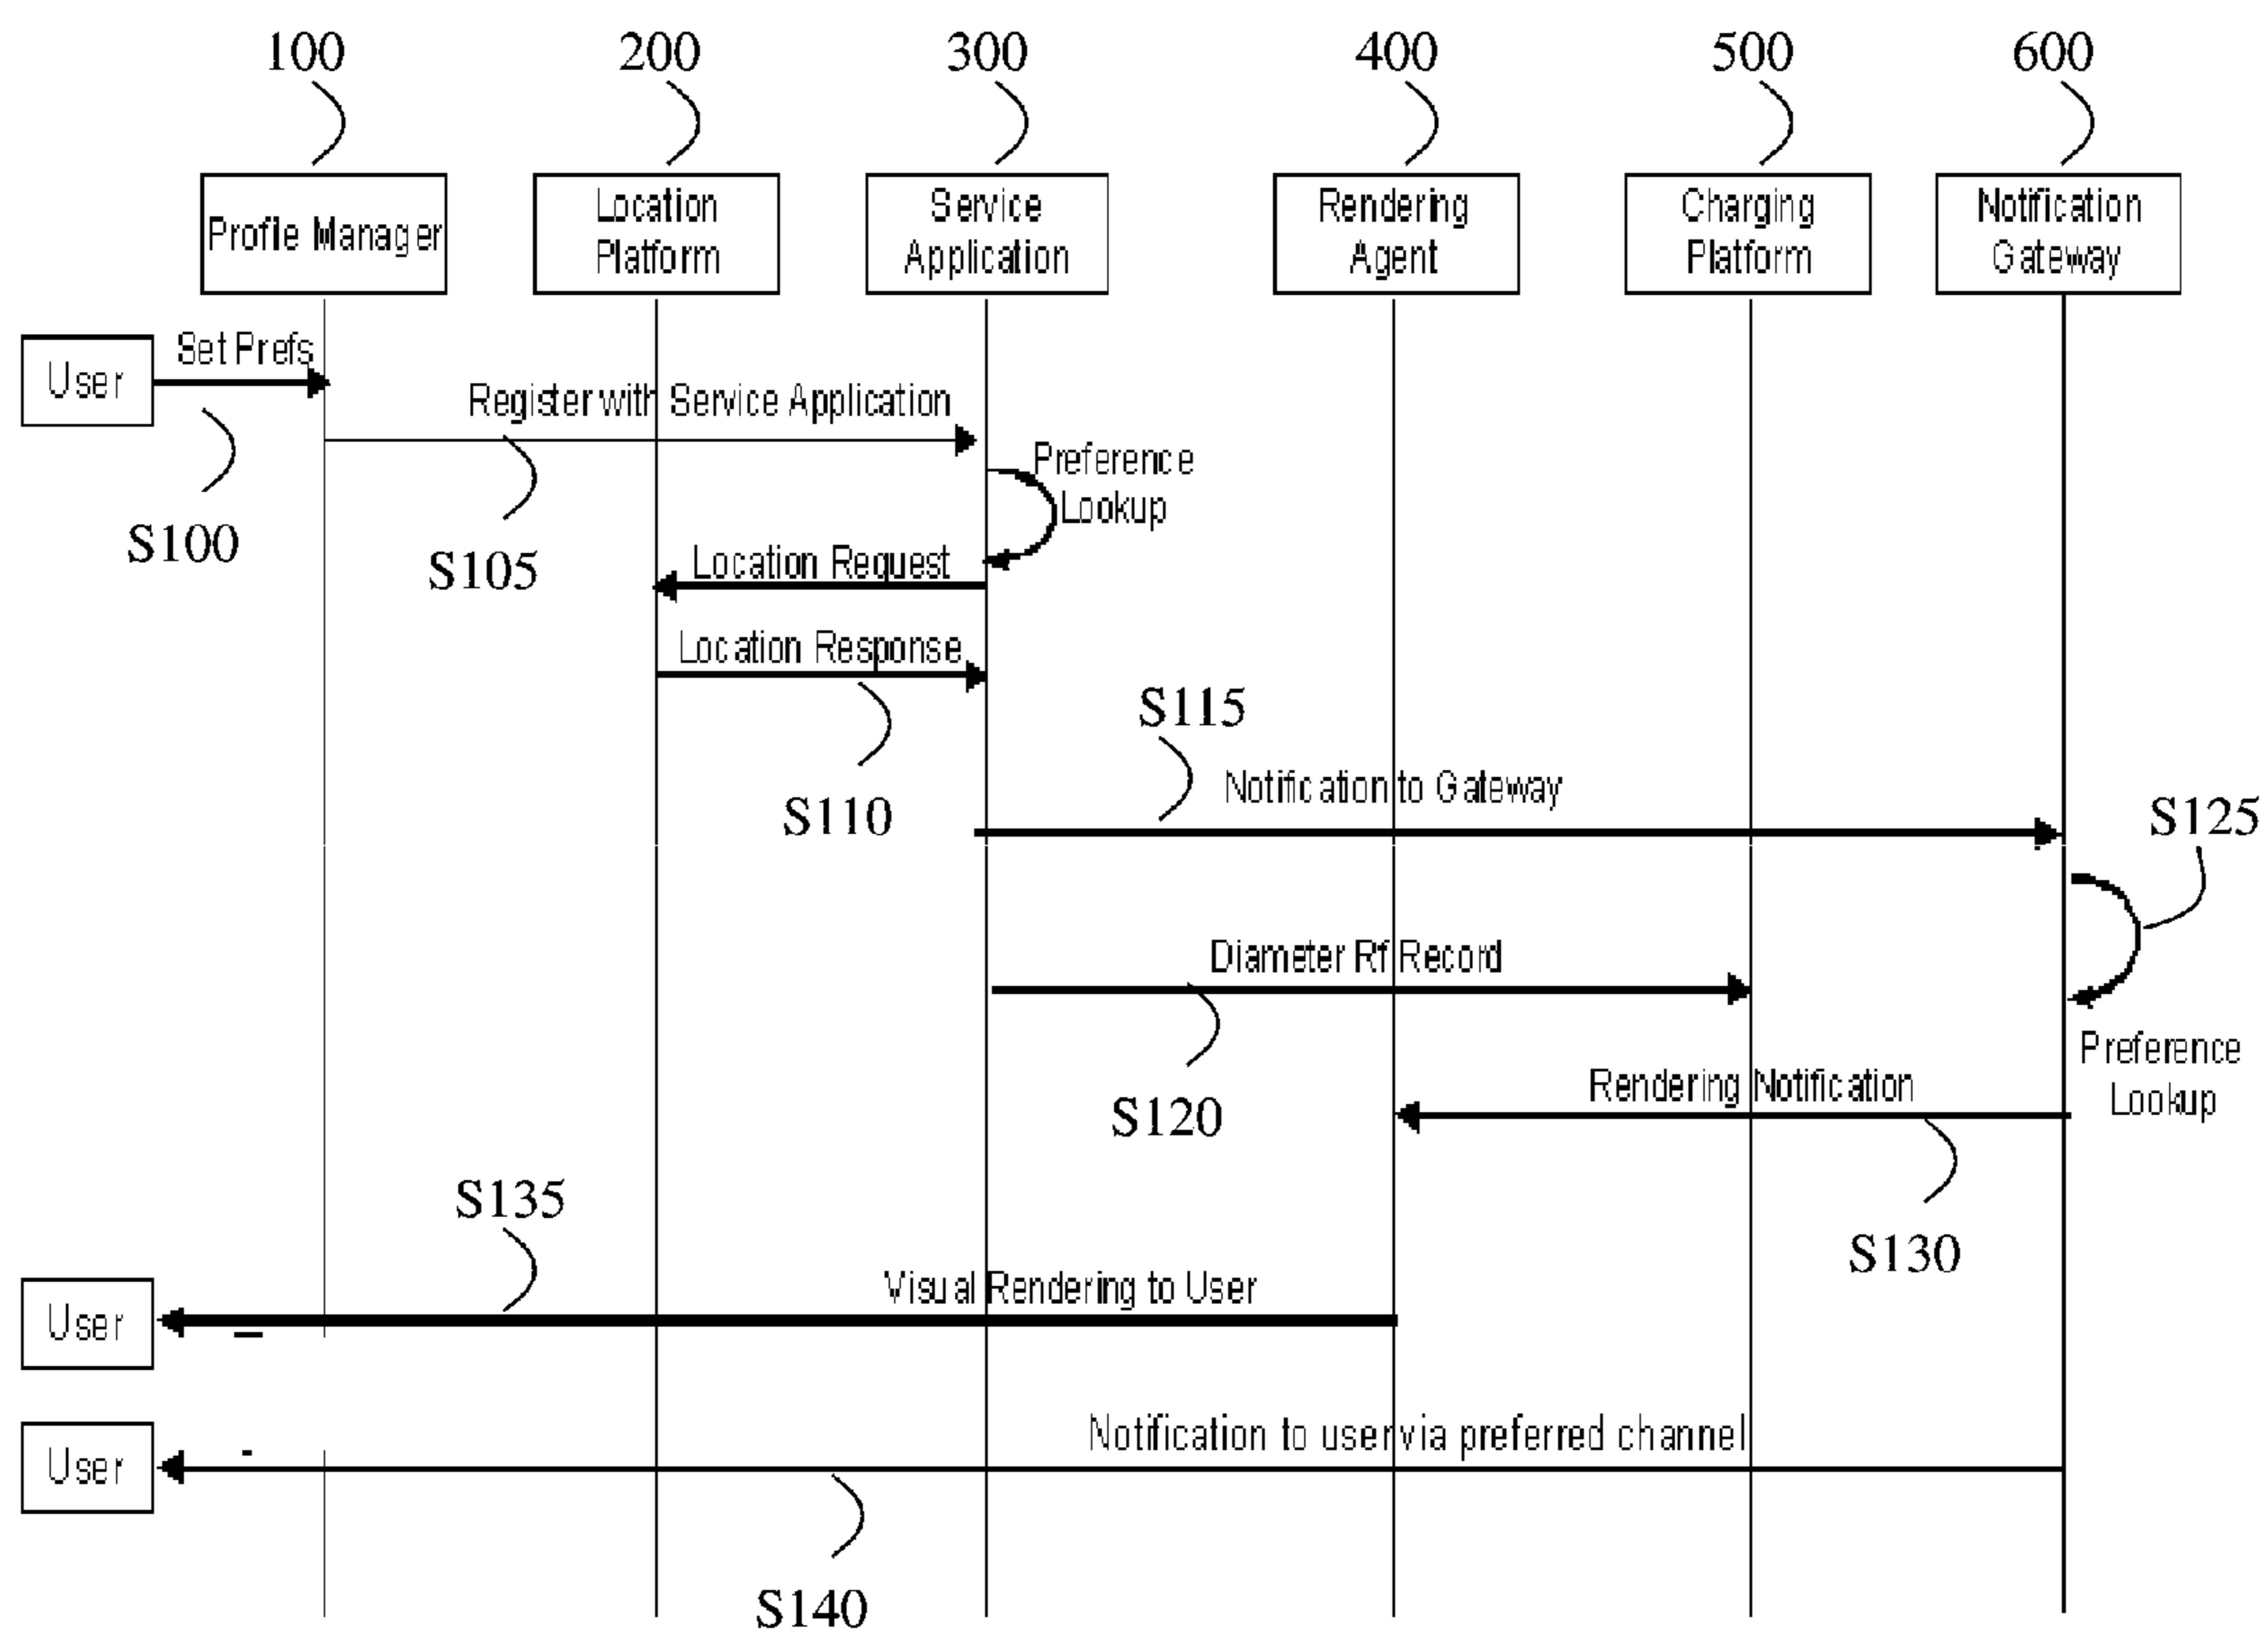 100 200 300 400 500 600
Profile Manager
Location
Platform
Service
Application
Rendering
Agent
Charging
Platform
Notification
Gateway
User
Set Prefs
S100
Register with Service Application
S105
Preference
Lookup
Location Request
Location Response
S110
S115
Notification to Gateway
S125
Diameter Rf Record
S120
Preference
Lookup
Rendering Notification
S130
S135
Visual Rendering to User
User
Notification to user via preferred channel
User
S140